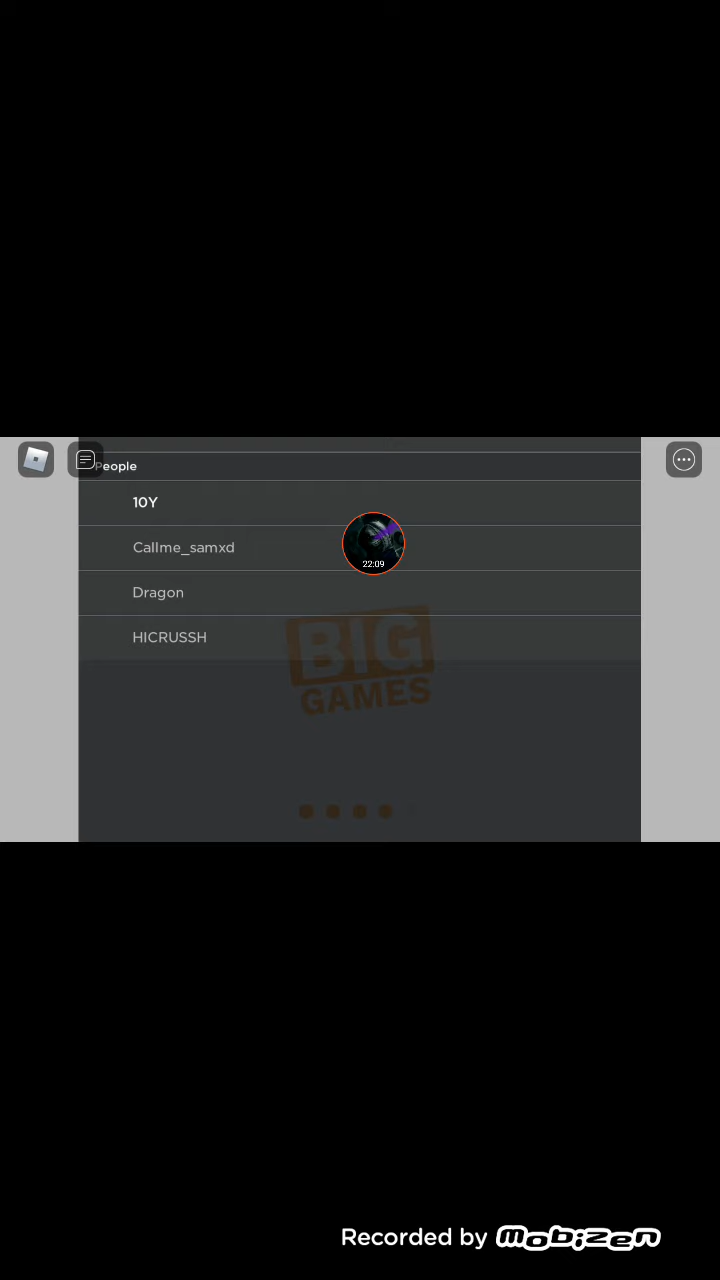 People
10Y
Callme_samxd
22:09
Dragon
HICRUSSH
BIG
GAMES
Recorded by mobizen